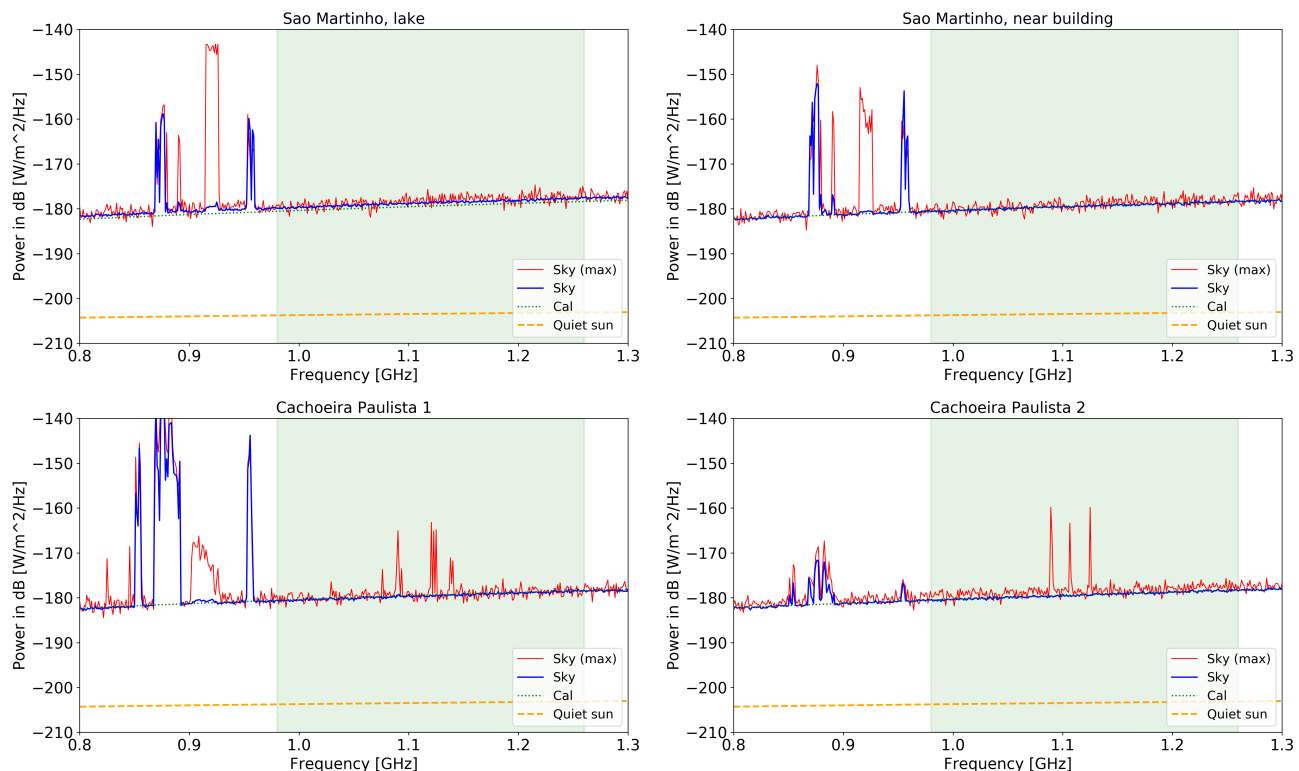 Sao Martinho, lake
Power in dB [W/m^2/Hz]
−140
−150
−160
−170
−180
−190
−200
−210
Sky (max)
Sky
Cal
Quiet sun
0.8 0.9 1.0 1.1 1.2 1.3
Frequency [GHz]
Sao Martinho, near building
Power in dB [W/m^2/Hz]
−140
−150
−160
−170
−180
−190
−200
−210
Sky (max)
Sky
Cal
Quiet sun
0.8 0.9 1.0 1.1 1.2 1.3
Frequency [GHz]
Cachoeira Paulista 1
Power in dB [W/m^2/Hz]
−140
−150
−160
−170
−180
−190
−200
−210
Sky (max)
Sky
Cal
Quiet sun
0.8 0.9 1.0 1.1 1.2 1.3
Frequency [GHz]
Cachoeira Paulista 2
Power in dB [W/m^2/Hz]
−140
−150
−160
−170
−180
−190
−200
−210
Sky (max)
Sky
Cal
Quiet sun
0.8 0.9 1.0 1.1 1.2 1.3
Frequency [GHz]